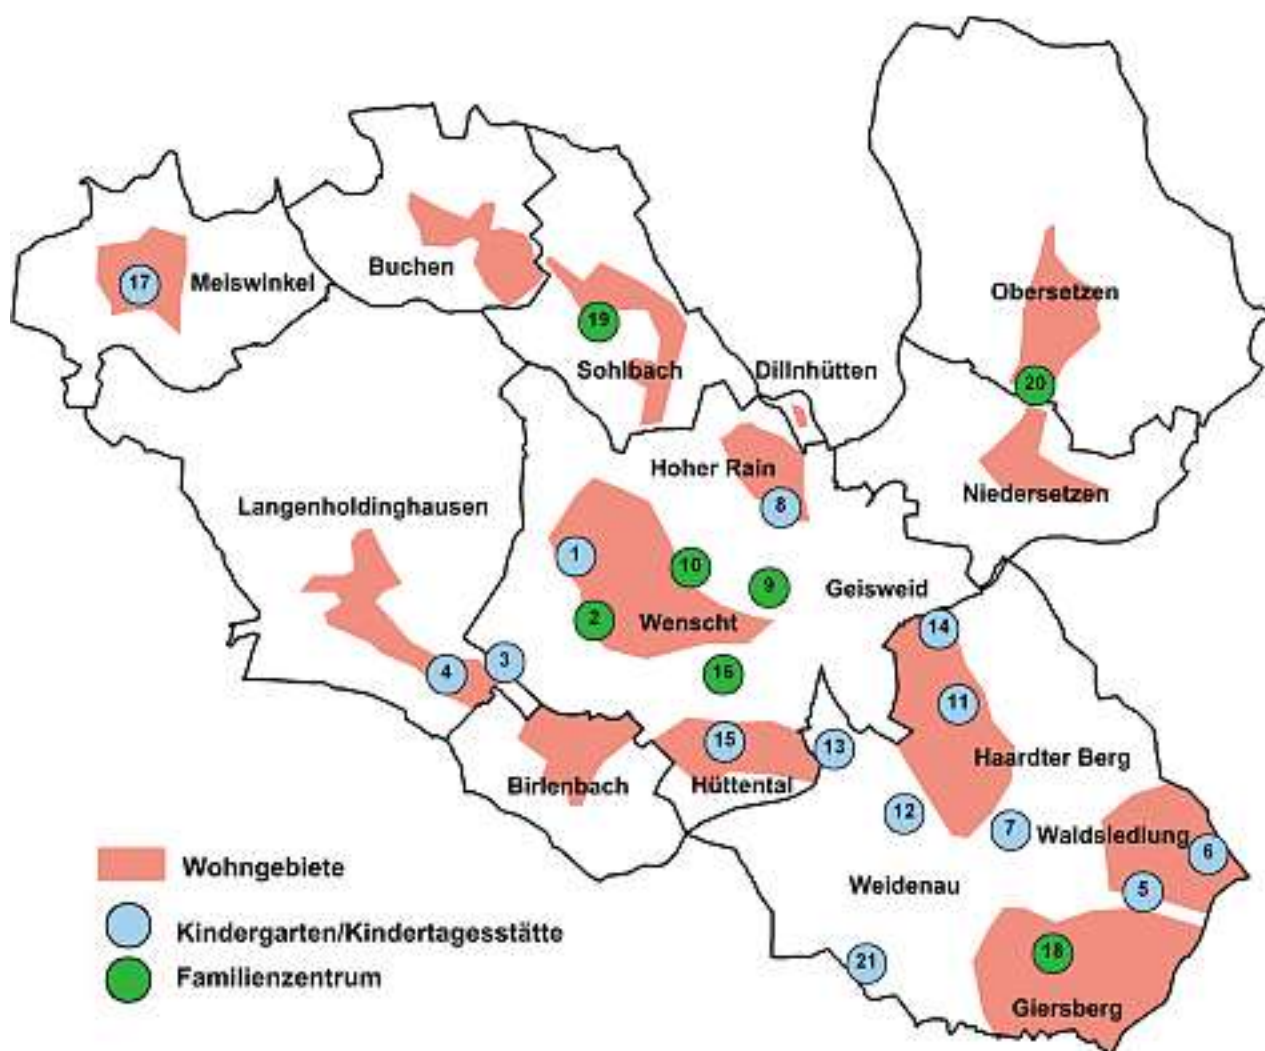 Buchen
17
Meiswinkel
Obersetzen
19
Sohlbach
Dillnhütten
20
Hoher Rain
Niedersetzen
Langenholdinghausen
8
1
10
9
Geisweid
2
Wenscht
14
3
4
16
11
15
13
Haardter Berg
Birlenbach
Hüttental
12
7
Waldsiedlung
6
Wohngebiete
Weidenau
5
Kindergarten/Kindertagesstätte
21
18
Familienzentrum
Giersberg